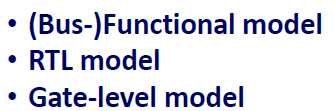 • (Bus-)Functional model
• RTL model
• Gate-level model